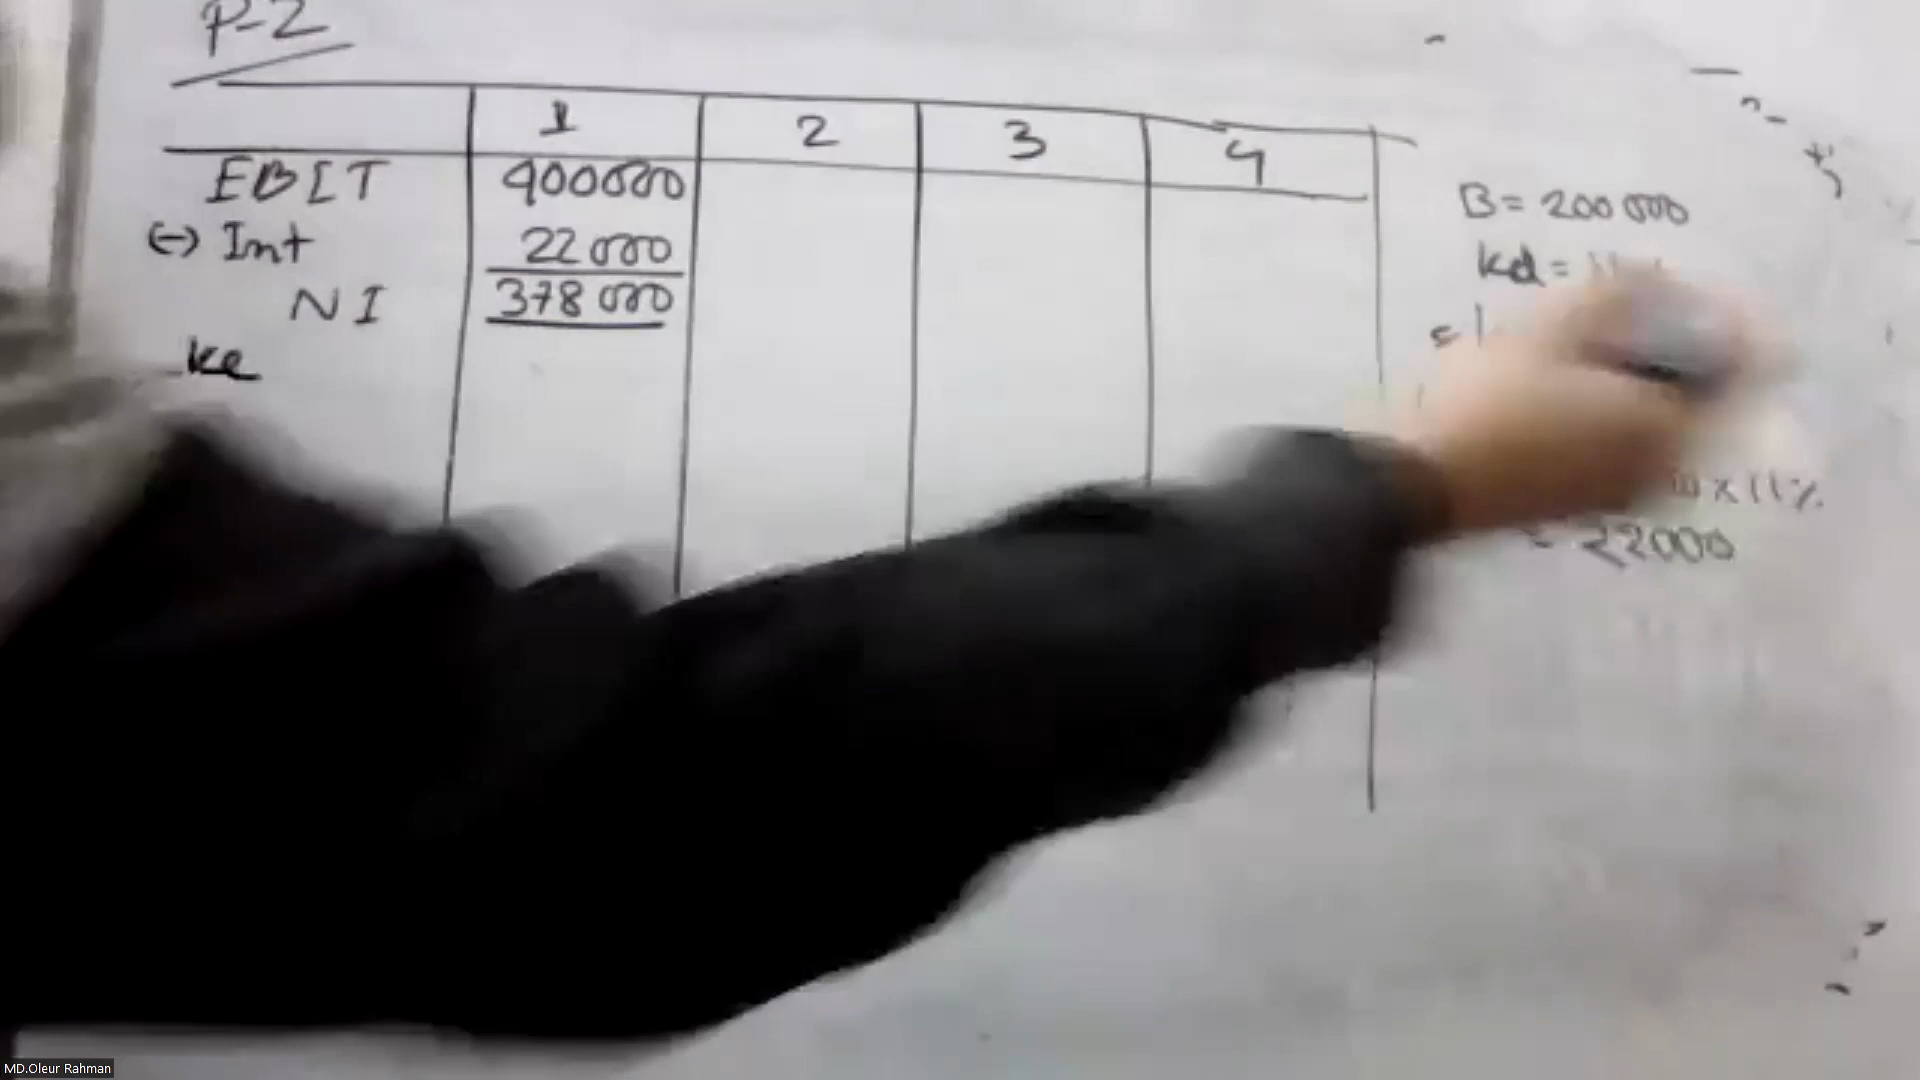 P-2
1 2 3 4
EBIT 400000
(-) Int 22000
NI 378000
ke
B = 200000
kd =
x 11%
= 22000
MD.Oleur Rahman